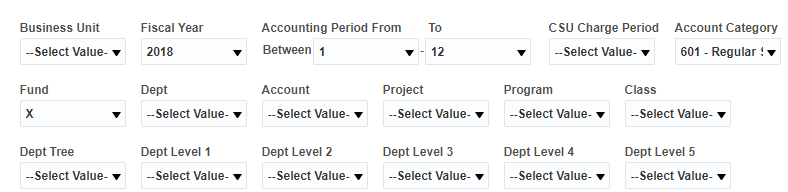 Business Unit Fiscal Year Accounting Period From To CSU Charge Period Account Category
--Select Value- 2018 Between 1 - 12 --Select Value- 601 - Regular S
Fund Dept Account Project Program Class
X --Select Value- --Select Value- --Select Value- --Select Value- --Select Value-
Dept Tree Dept Level 1 Dept Level 2 Dept Level 3 Dept Level 4 Dept Level 5
--Select Value- --Select Value- --Select Value- --Select Value- --Select Value- --Select Value-